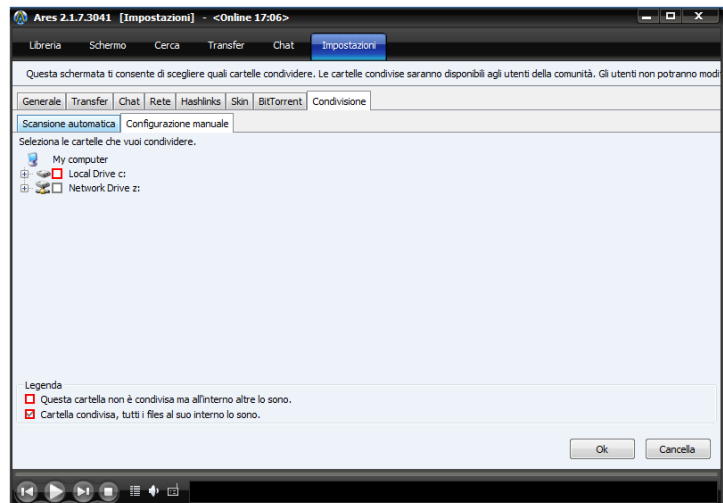 Ares 2.1.7.3041 [Impostazioni] - <Online 17:06>
Libreria Schermo Cerca Transfer Chat Impostazioni
Questa schermata ti consente di scegliere quali cartelle condividere. Le cartelle condivise saranno disponibili agli utenti della comunità. Gli utenti non potranno modi
Generale Transfer Chat Rete Hashlinks Skin BitTorrent Condivisione
Scansione automatica Configurazione manuale
Seleziona le cartelle che vuoi condividere.
My computer
Local Drive c:
Network Drive z:
Legenda
Questa cartella non è condivisa ma all'interno altre lo sono.
Cartella condivisa, tutti i files al suo interno lo sono.
Ok Cancella